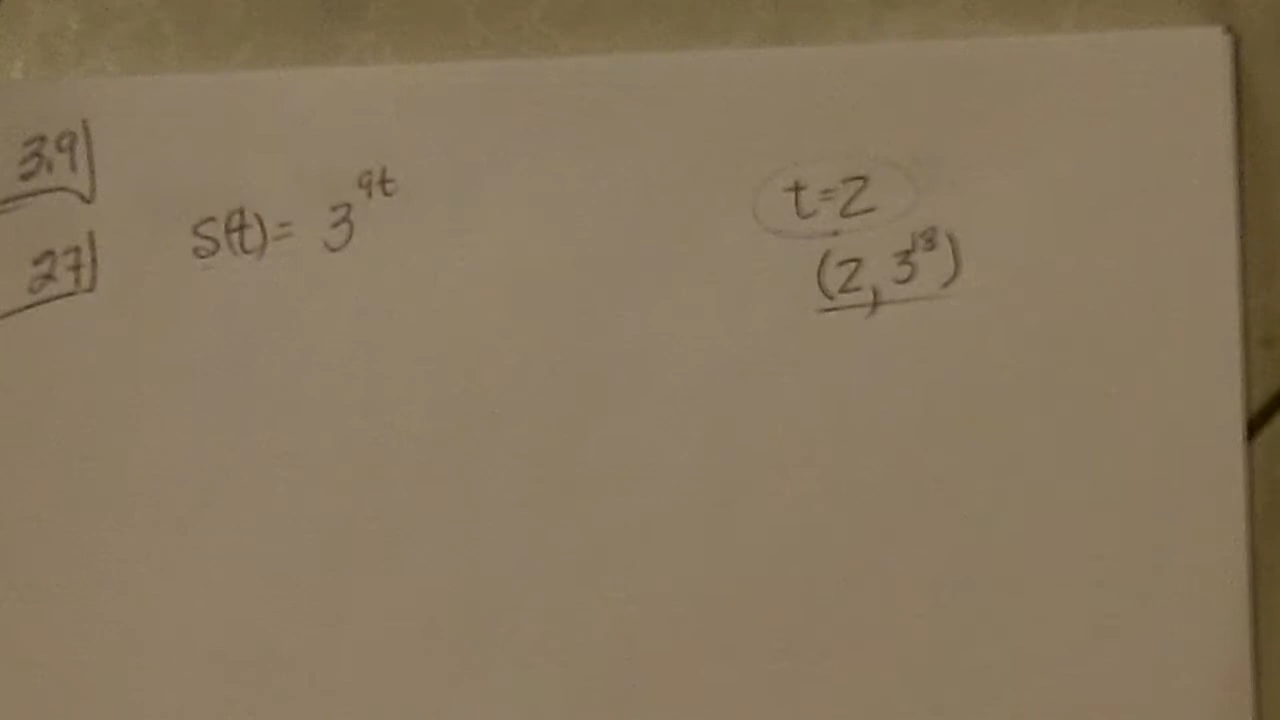 3.9
27
s(t) = 3^{9t}
t=2
(2, 3^{18})